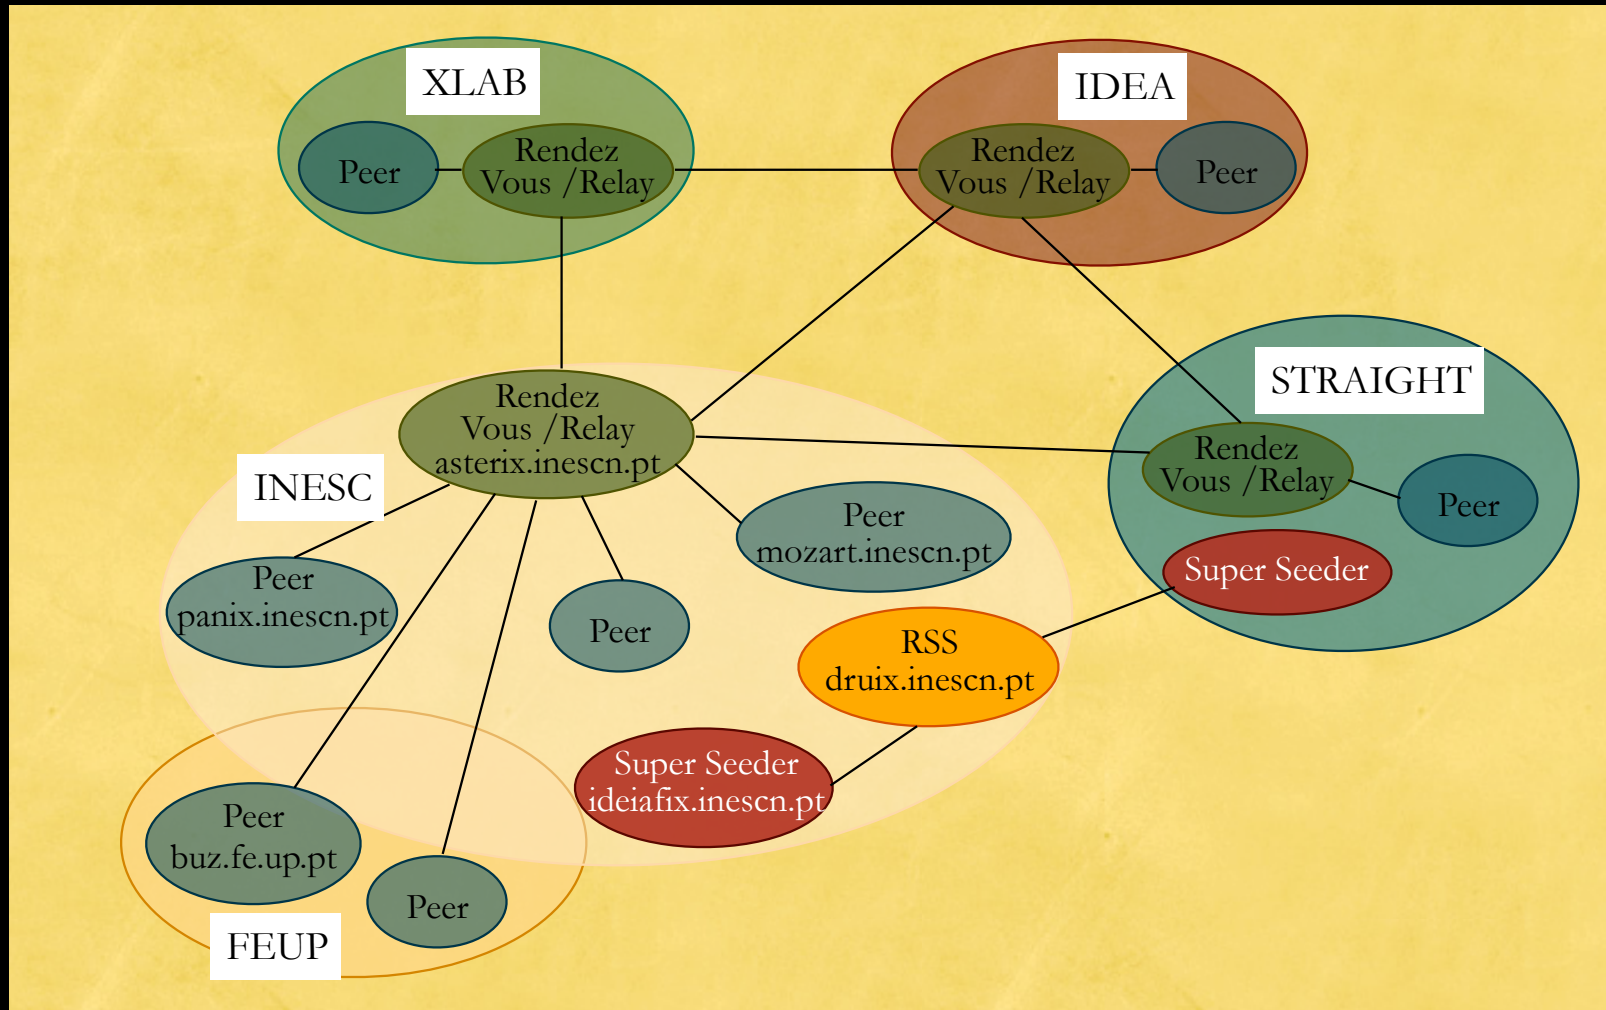 XLAB
Peer
Rendez
Vous /Relay
IDEA
Rendez
Vous /Relay
Peer
STRAIGHT
Rendez
Vous /Relay
Peer
Super Seeder
INESC
Rendez
Vous /Relay
asterix.inescn.pt
Peer
mozart.inescn.pt
Peer
panix.inescn.pt
Peer
RSS
druix.inescn.pt
Super Seeder
ideiafix.inescn.pt
Peer
buz.fe.up.pt
Peer
FEUP